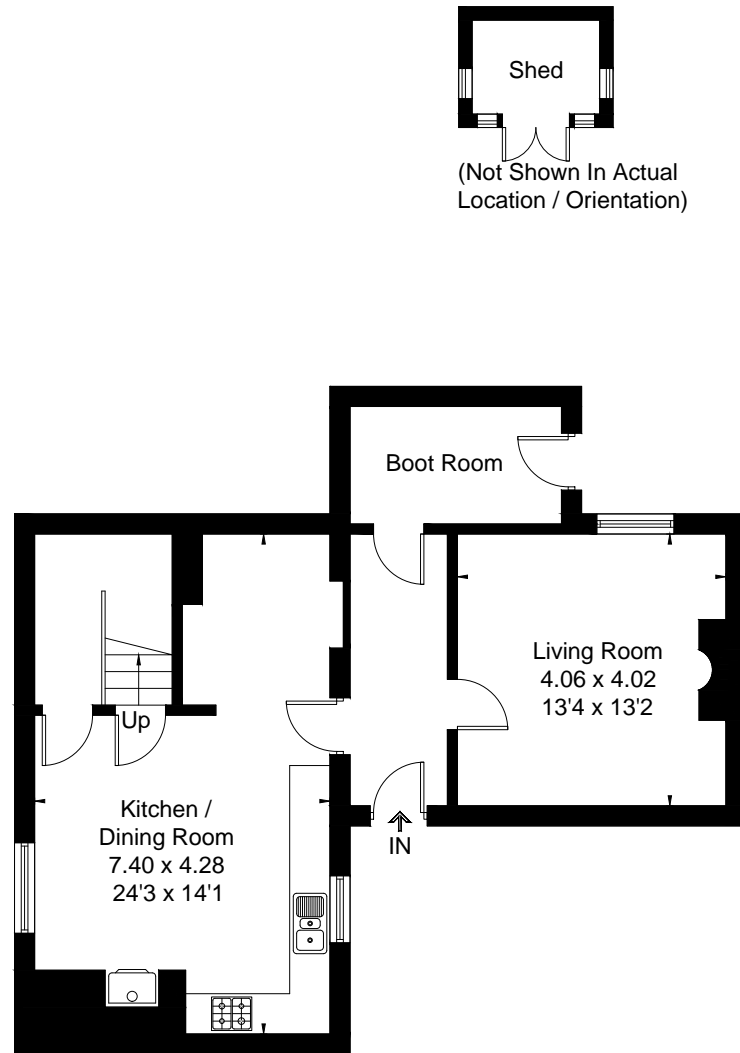 Shed
(Not Shown In Actual
Location / Orientation)
Boot Room
Living Room
4.06 x 4.02
13'4 x 13'2
Up
Kitchen /
Dining Room
7.40 x 4.28
24'3 x 14'1
IN